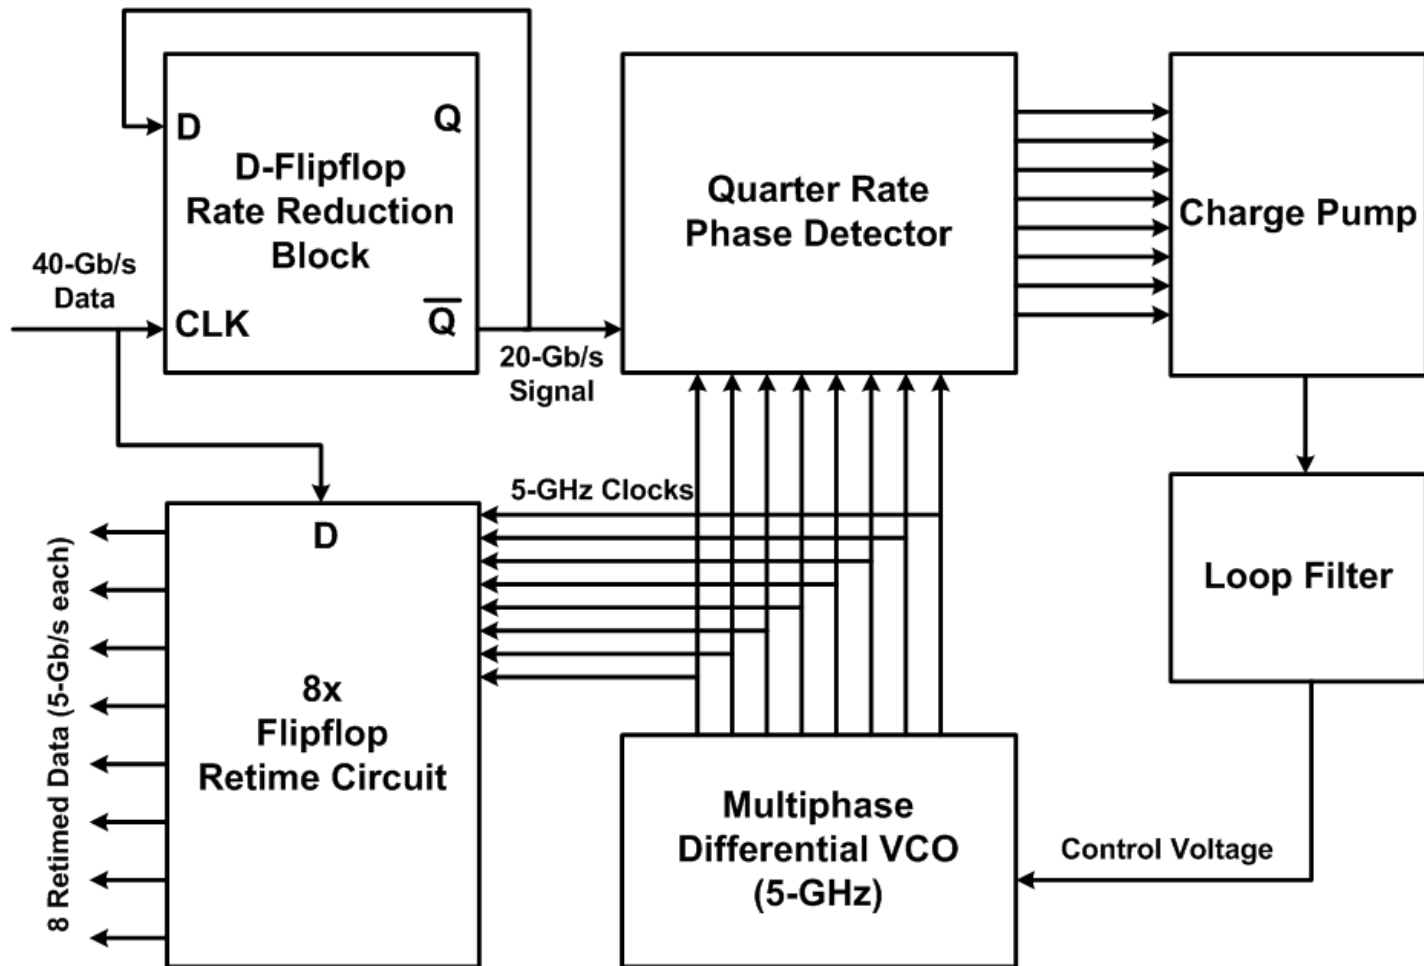 D
Q
D-Flipflop
Rate Reduction
Block
CLK
Q
40-Gb/s
Data
20-Gb/s
Signal
Quarter Rate
Phase Detector
Charge Pump
5-GHz Clocks
D
8x
Flipflop
Retime Circuit
8 Retimed Data (5-Gb/s each)
Multiphase
Differential VCO
(5-GHz)
Control Voltage
Loop Filter